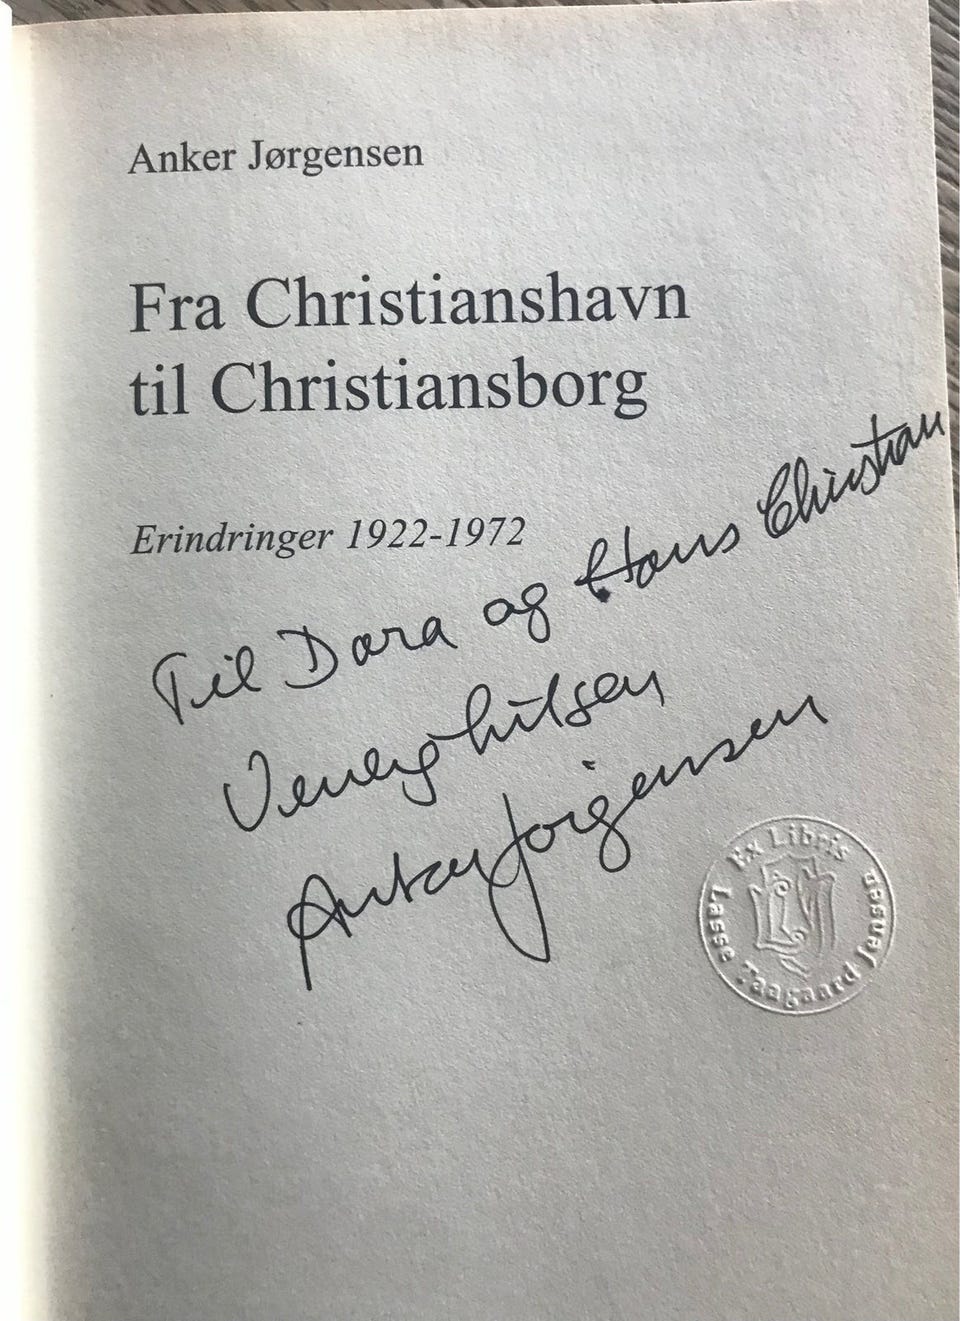 Anker Jørgensen
Fra Christianshavn
til Christiansborg
Erindringer 1922-1972
Til Dora og Hans Christian
Venlig hilsen
Anker Jørgensen
Ex Libris
Lasse Taagaard Jensen